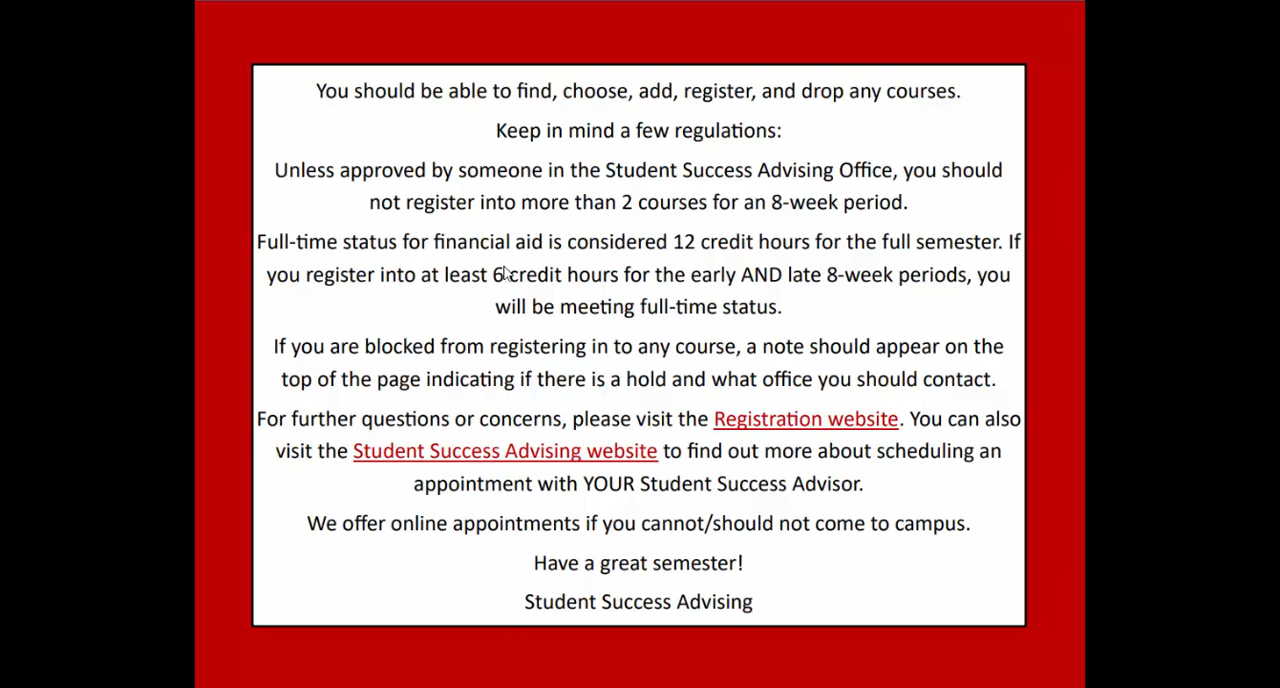 You should be able to find, choose, add, register, and drop any courses.
Keep in mind a few regulations:
Unless approved by someone in the Student Success Advising Office, you should
not register into more than 2 courses for an 8-week period.
Full-time status for financial aid is considered 12 credit hours for the full semester. If
you register into at least 6 credit hours for the early AND late 8-week periods, you
will be meeting full-time status.
If you are blocked from registering in to any course, a note should appear on the
top of the page indicating if there is a hold and what office you should contact.
For further questions or concerns, please visit the Registration website. You can also
visit the Student Success Advising website to find out more about scheduling an
appointment with YOUR Student Success Advisor.
We offer online appointments if you cannot/should not come to campus.
Have a great semester!
Student Success Advising